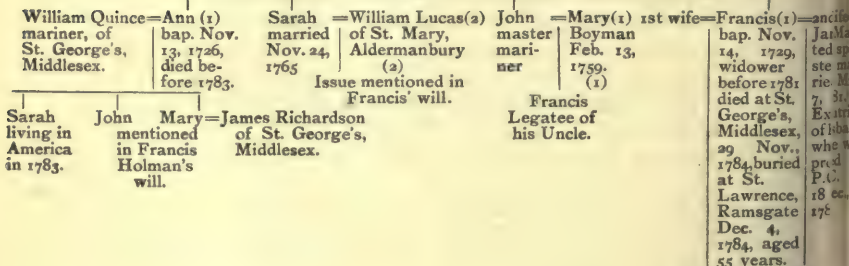 William Quince=Ann (1)
mariner, of
St. George's,
Middlesex.
bap. Nov.
13, 1726,
died be-
fore 1783.
Sarah
married
Nov. 24,
1765
=William Lucas(2)
of St. Mary,
Aldermanbury
(2)
Issue mentioned in
Francis' will.
John
master
mari-
ner
=Mary(1)
Boyman
Feb. 13,
1759.
(1)
Francis
Legatee of
his Uncle.
1st wife=Francis(1)=
bap. Nov.
14, 1729,
widower
before 1781
died at St.
George's,
Middlesex,
29 Nov.,
1784, buried
at St.
Lawrence,
Ramsgate
Dec. 4,
1784, aged
55 years.
P.C.
Sarah
living in
America
in 1783.
John
mentioned
in Francis
Holman's
will.
Mary=James Richardson
of St. George's,
Middlesex.